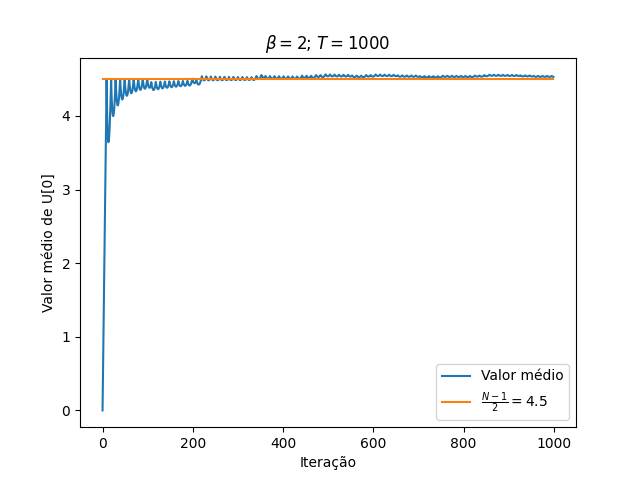 β = 2; T = 1000
Valor médio de U[0]
4
3
2
1
0
0 200 400 600 800 1000
Iteração
Valor médio
\frac{N-1}{2} = 4.5